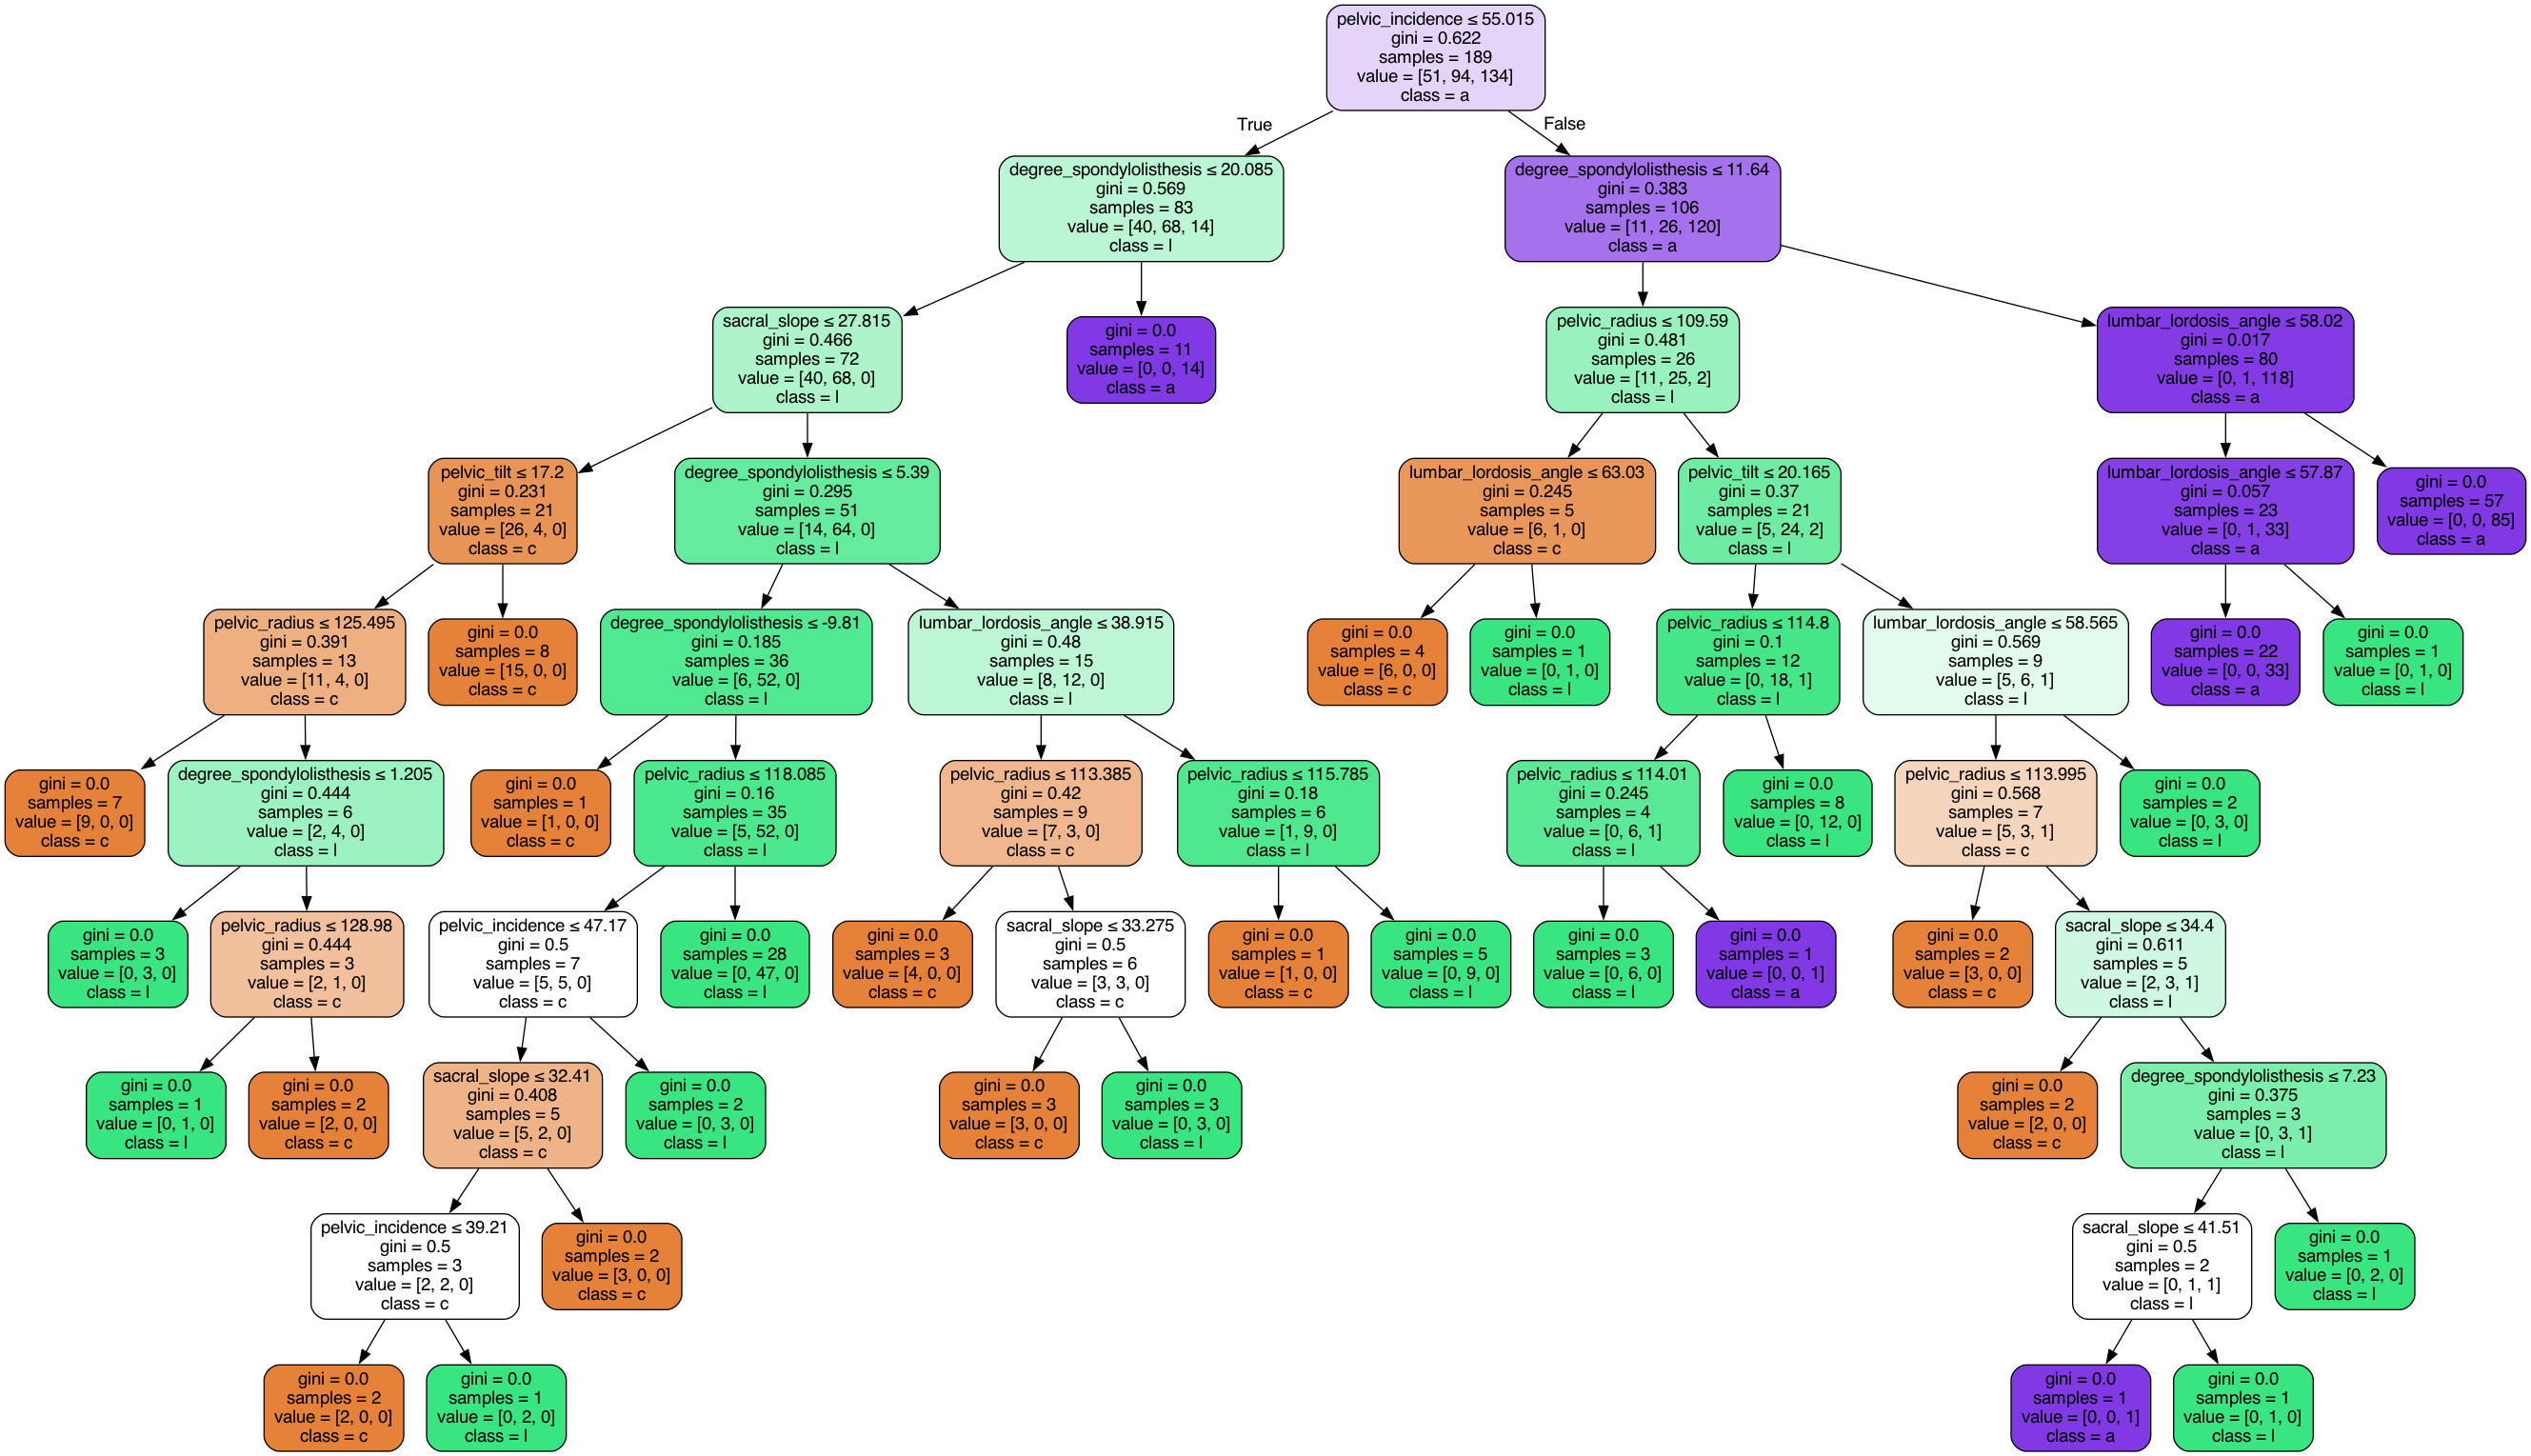 pelvic_incidence ≤ 55.015
gini = 0.622
samples = 189
value = [51, 94, 134]
class = a
True
False
degree_spondylolisthesis ≤ 20.085
gini = 0.569
samples = 83
value = [40, 68, 14]
class = l
degree_spondylolisthesis ≤ 11.64
gini = 0.383
samples = 106
value = [11, 26, 120]
class = a
sacral_slope ≤ 27.815
gini = 0.466
samples = 72
value = [40, 68, 0]
class = l
gini = 0.0
samples = 11
value = [0, 0, 14]
class = a
pelvic_radius ≤ 109.59
gini = 0.481
samples = 26
value = [11, 25, 2]
class = l
lumbar_lordosis_angle ≤ 58.02
gini = 0.017
samples = 80
value = [0, 1, 118]
class = a
pelvic_tilt ≤ 17.2
gini = 0.231
samples = 21
value = [26, 4, 0]
class = c
degree_spondylolisthesis ≤ 5.39
gini = 0.295
samples = 51
value = [14, 64, 0]
class = l
lumbar_lordosis_angle ≤ 63.03
gini = 0.245
samples = 5
value = [6, 1, 0]
class = c
pelvic_tilt ≤ 20.165
gini = 0.37
samples = 21
value = [5, 24, 2]
class = l
lumbar_lordosis_angle ≤ 57.87
gini = 0.057
samples = 23
value = [0, 1, 33]
class = a
gini = 0.0
samples = 57
value = [0, 0, 85]
class = a
pelvic_radius ≤ 125.495
gini = 0.391
samples = 13
value = [11, 4, 0]
class = c
gini = 0.0
samples = 8
value = [15, 0, 0]
class = c
degree_spondylolisthesis ≤ -9.81
gini = 0.185
samples = 36
value = [6, 52, 0]
class = l
lumbar_lordosis_angle ≤ 38.915
gini = 0.48
samples = 15
value = [8, 12, 0]
class = l
gini = 0.0
samples = 4
value = [6, 0, 0]
class = c
gini = 0.0
samples = 1
value = [0, 1, 0]
class = l
pelvic_radius ≤ 114.8
gini = 0.1
samples = 12
value = [0, 18, 1]
class = l
lumbar_lordosis_angle ≤ 58.565
gini = 0.569
samples = 9
value = [5, 6, 1]
class = l
gini = 0.0
samples = 22
value = [0, 0, 33]
class = a
gini = 0.0
samples = 1
value = [0, 1, 0]
class = l
gini = 0.0
samples = 7
value = [9, 0, 0]
class = c
degree_spondylolisthesis ≤ 1.205
gini = 0.444
samples = 6
value = [2, 4, 0]
class = l
gini = 0.0
samples = 1
value = [1, 0, 0]
class = c
pelvic_radius ≤ 118.085
gini = 0.16
samples = 35
value = [5, 52, 0]
class = l
pelvic_radius ≤ 113.385
gini = 0.42
samples = 9
value = [7, 3, 0]
class = c
pelvic_radius ≤ 115.785
gini = 0.18
samples = 6
value = [1, 9, 0]
class = l
pelvic_radius ≤ 114.01
gini = 0.245
samples = 4
value = [0, 6, 1]
class = l
gini = 0.0
samples = 8
value = [0, 12, 0]
class = l
pelvic_radius ≤ 113.995
gini = 0.568
samples = 7
value = [5, 3, 1]
class = c
gini = 0.0
samples = 2
value = [0, 3, 0]
class = l
gini = 0.0
samples = 3
value = [0, 3, 0]
class = l
pelvic_radius ≤ 128.98
gini = 0.444
samples = 3
value = [2, 1, 0]
class = c
pelvic_incidence ≤ 47.17
gini = 0.5
samples = 7
value = [5, 5, 0]
class = c
gini = 0.0
samples = 28
value = [0, 47, 0]
class = l
gini = 0.0
samples = 3
value = [4, 0, 0]
class = c
sacral_slope ≤ 33.275
gini = 0.5
samples = 6
value = [3, 3, 0]
class = c
gini = 0.0
samples = 1
value = [1, 0, 0]
class = c
gini = 0.0
samples = 5
value = [0, 9, 0]
class = l
gini = 0.0
samples = 3
value = [0, 6, 0]
class = l
gini = 0.0
samples = 1
value = [0, 0, 1]
class = a
gini = 0.0
samples = 2
value = [3, 0, 0]
class = c
sacral_slope ≤ 34.4
gini = 0.611
samples = 5
value = [2, 3, 1]
class = l
gini = 0.0
samples = 1
value = [0, 1, 0]
class = l
gini = 0.0
samples = 2
value = [2, 0, 0]
class = c
sacral_slope ≤ 32.41
gini = 0.408
samples = 5
value = [5, 2, 0]
class = c
gini = 0.0
samples = 2
value = [0, 3, 0]
class = l
gini = 0.0
samples = 3
value = [3, 0, 0]
class = c
gini = 0.0
samples = 3
value = [0, 3, 0]
class = l
gini = 0.0
samples = 2
value = [2, 0, 0]
class = c
degree_spondylolisthesis ≤ 7.23
gini = 0.375
samples = 3
value = [0, 3, 1]
class = l
pelvic_incidence ≤ 39.21
gini = 0.5
samples = 3
value = [2, 2, 0]
class = c
gini = 0.0
samples = 2
value = [3, 0, 0]
class = c
sacral_slope ≤ 41.51
gini = 0.5
samples = 2
value = [0, 1, 1]
class = l
gini = 0.0
samples = 1
value = [0, 2, 0]
class = l
gini = 0.0
samples = 2
value = [2, 0, 0]
class = c
gini = 0.0
samples = 1
value = [0, 2, 0]
class = l
gini = 0.0
samples = 1
value = [0, 0, 1]
class = a
gini = 0.0
samples = 1
value = [0, 1, 0]
class = l